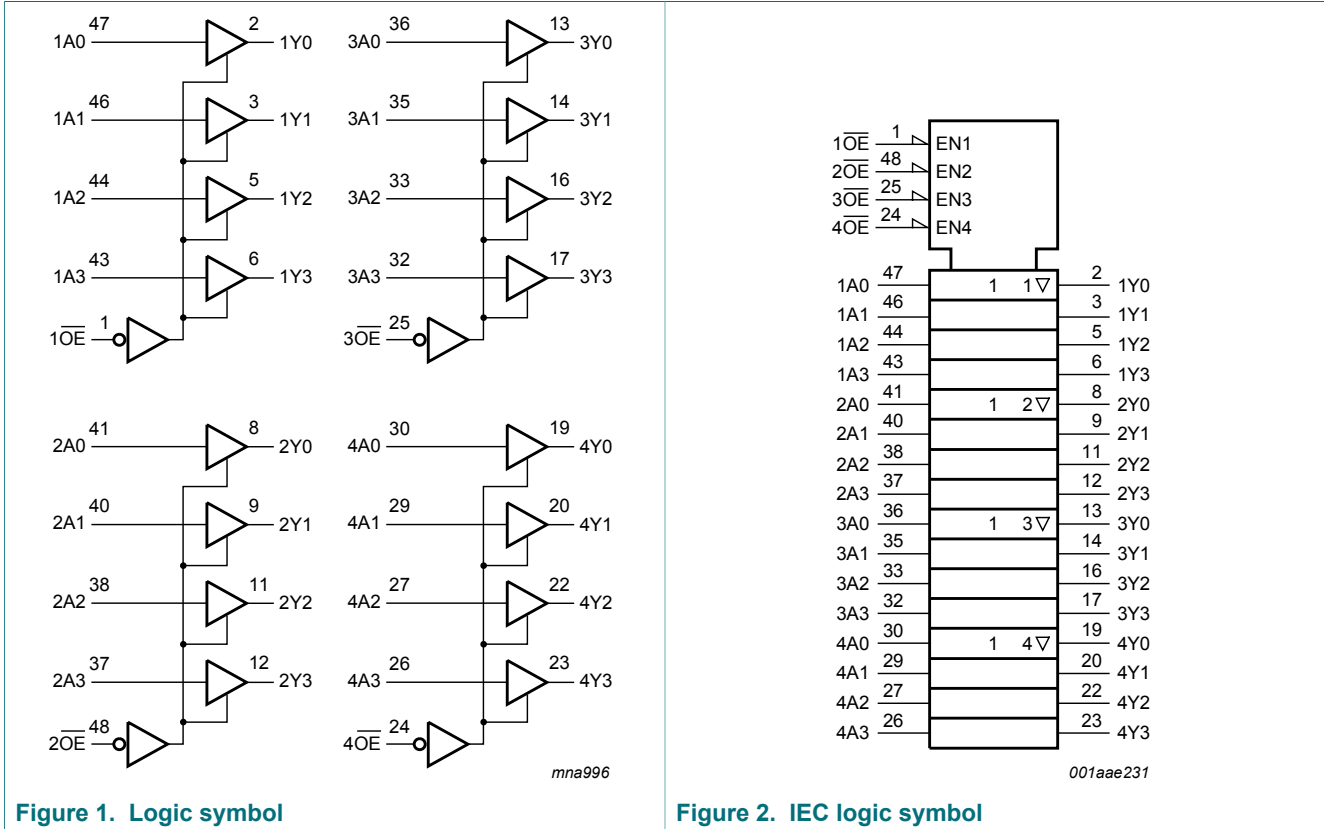 47 2 36 13
1A0 1Y0 3A0 3Y0
46 3 35 14
1A1 1Y1 3A1 3Y1
44 5 33 16
1A2 1Y2 3A2 3Y2
43 6 32 17
1A3 1Y3 3A3 3Y3
1 25
1O̅E̅ 3O̅E̅
41 8 30 19
2A0 2Y0 4A0 4Y0
40 9 29 20
2A1 2Y1 4A1 4Y1
38 11 27 22
2A2 2Y2 4A2 4Y2
37 12 26 23
2A3 2Y3 4A3 4Y3
48 24
2O̅E̅ 4O̅E̅
mna996
Figure 1. Logic symbol
1O̅E̅ 1 EN1
2O̅E̅ 48 EN2
3O̅E̅ 25 EN3
4O̅E̅ 24 EN4
1A0 47 1 1▽ 2 1Y0
1A1 46 3 1Y1
1A2 44 5 1Y2
1A3 43 6 1Y3
2A0 41 1 2▽ 8 2Y0
2A1 40 9 2Y1
2A2 38 11 2Y2
2A3 37 12 2Y3
3A0 36 1 3▽ 13 3Y0
3A1 35 14 3Y1
3A2 33 16 3Y2
3A3 32 17 3Y3
4A0 30 1 4▽ 19 4Y0
4A1 29 20 4Y1
4A2 27 22 4Y2
4A3 26 23 4Y3
001aae231
Figure 2. IEC logic symbol